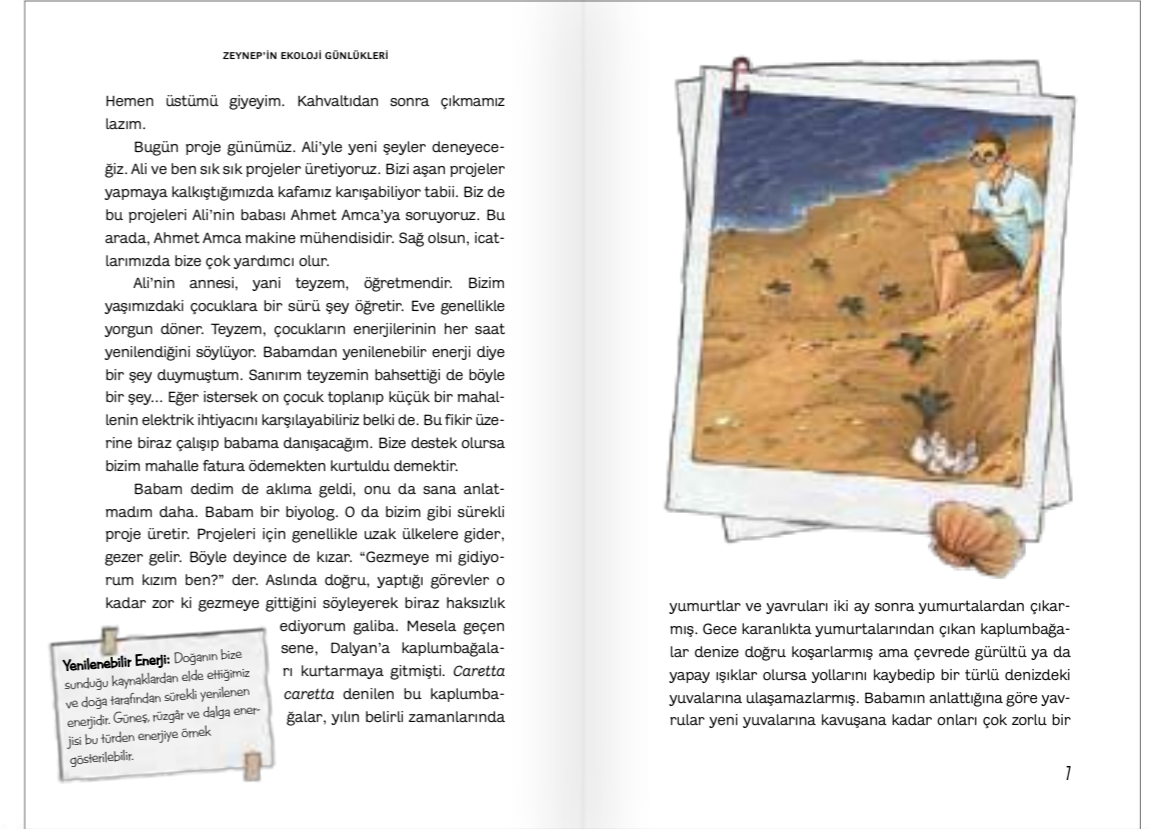 ZEYNEP’İN EKOLOJİ GÜNLÜKLERİ
Hemen üstümü giyeyim. Kahvaltıdan sonra çıkmamız
lazım.
Bugün proje günümüz. Ali’yle yeni şeyler deneyece-
ğiz. Ali ve ben sık sık projeler üretiyoruz. Bizi aşan projeler
yapmaya kalkıştığımızda kafamız karışabiliyor tabii. Biz de
bu projeleri Ali’nin babası Ahmet Amca’ya soruyoruz. Bu
arada, Ahmet Amca makine mühendisidir. Sağ olsun, icat-
larımızda bize çok yardımcı olur.
Ali’nin annesi, yani teyzem, öğretmendir. Bizim
yaşımızdaki çocuklara bir sürü şey öğretir. Eve genellikle
yorgun döner. Teyzem, çocukların enerjilerinin her saat
yenilendiğini söylüyor. Babamdan yenilenebilir enerji diye
bir şey duymuştum. Sanırım teyzemin bahsettiği de böyle
bir şey... Eğer istersek on çocuk toplanıp küçük bir mahal-
lenin elektrik ihtiyacını karşılayabiliriz belki de. Bu fikir üze-
rine biraz çalışıp babama danışacağım. Bize destek olursa
bizim mahalle fatura ödemekten kurtuldu demektir.
Babam dedim de aklıma geldi, onu da sana anlat-
madım daha. Babam bir biyolog. O da bizim gibi sürekli
proje üretir. Projeleri için genellikle uzak ülkelere gider,
gezer gelir. Böyle deyince de kızar. “Gezmeye mi gidiyo-
rum kızım ben?” der. Aslında doğru, yaptığı görevler o
kadar zor ki gezmeye gittiğini söyleyerek biraz haksızlık
ediyorum galiba. Mesela geçen
sene, Dalyan’a kaplumbağala-
rı kurtarmaya gitmişti. Caretta
caretta denilen bu kaplumba-
ğalar, yılın belirli zamanlarında
Yenilenebilir Enerji: Doğanın bize
sunduğu kaynaklardan elde ettiğimiz
ve doğa tarafından sürekli yenilenen
enerjidir. Güneş, rüzgâr ve dalga ener-
jisi bu türden enerjiye örnek
gösterilebilir.
yumurtlar ve yavruları iki ay sonra yumurtalardan çıkar-
mış. Gece karanlıkta yumurtalarından çıkan kaplumbağa-
lar denize doğru koşarlarmış ama çevrede gürültü ya da
yapay ışıklar olursa yollarını kaybedip bir türlü denizdeki
yuvalarına ulaşamazlarmış. Babamın anlattığına göre yav-
rular yeni yuvalarına kavuşana kadar onları çok zorlu bir
7